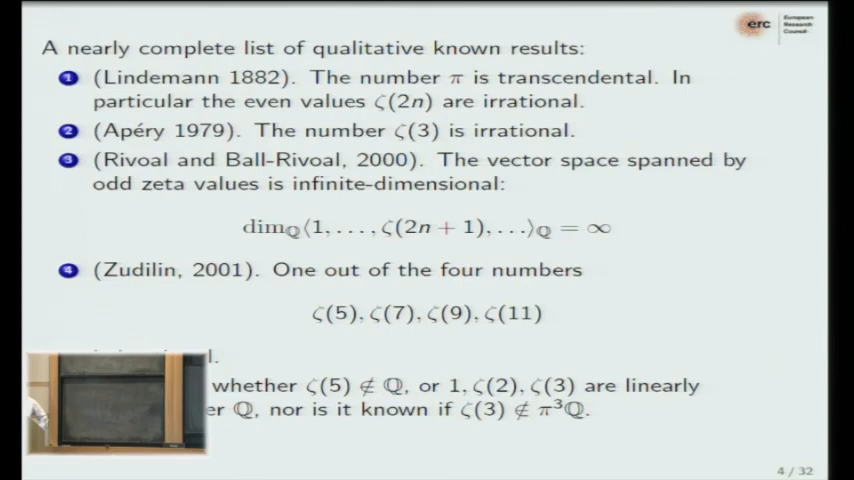 erc
European
Research
Council
A nearly complete list of qualitative known results:
1 (Lindemann 1882). The number π is transcendental. In
particular the even values ζ(2n) are irrational.
2 (Apéry 1979). The number ζ(3) is irrational.
3 (Rivoal and Ball-Rivoal, 2000). The vector space spanned by
odd zeta values is infinite-dimensional:
dim_ℚ⟨1, . . . , ζ(2n + 1), . . .⟩_ℚ = ∞
4 (Zudilin, 2001). One out of the four numbers
ζ(5), ζ(7), ζ(9), ζ(11)
whether ζ(5) ∉ ℚ, or 1, ζ(2), ζ(3) are linearly
ℚ, nor is it known if ζ(3) ∉ π³ℚ.
4 / 32